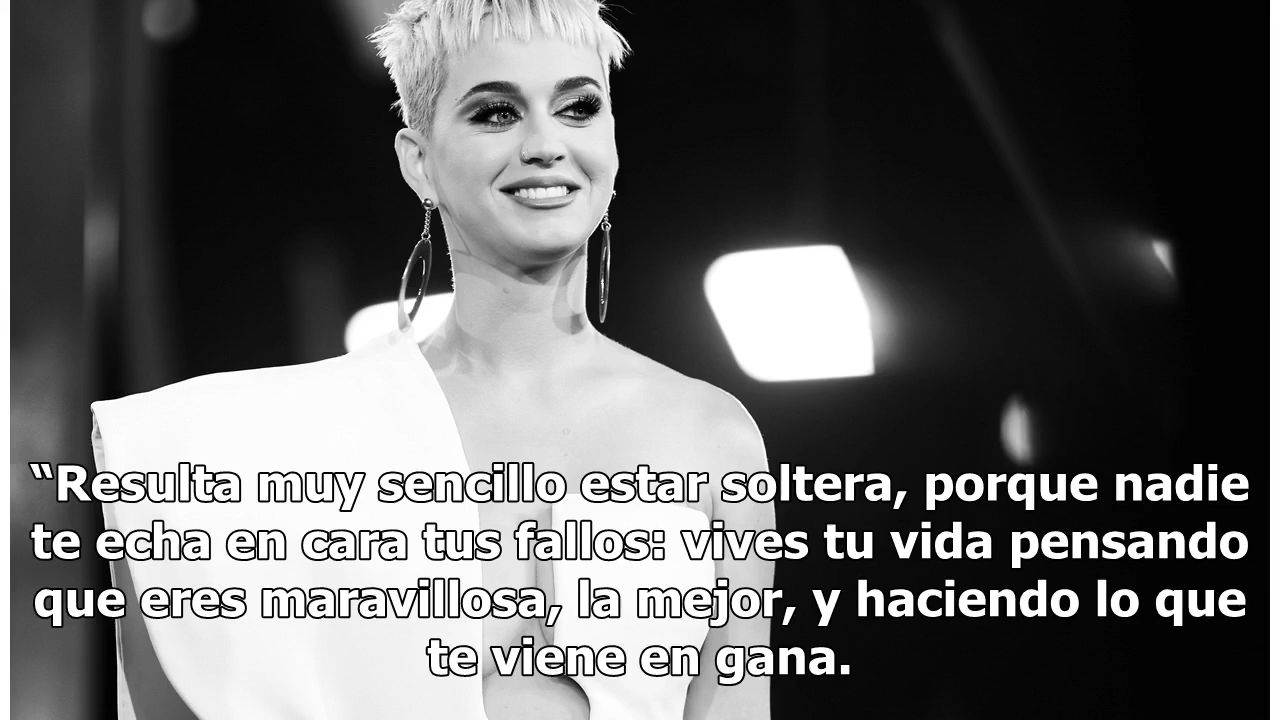 “Resulta muy sencillo estar soltera, porque nadie
te echa en cara tus fallos: vives tu vida pensando
que eres maravillosa, la mejor, y haciendo lo que
te viene en gana.